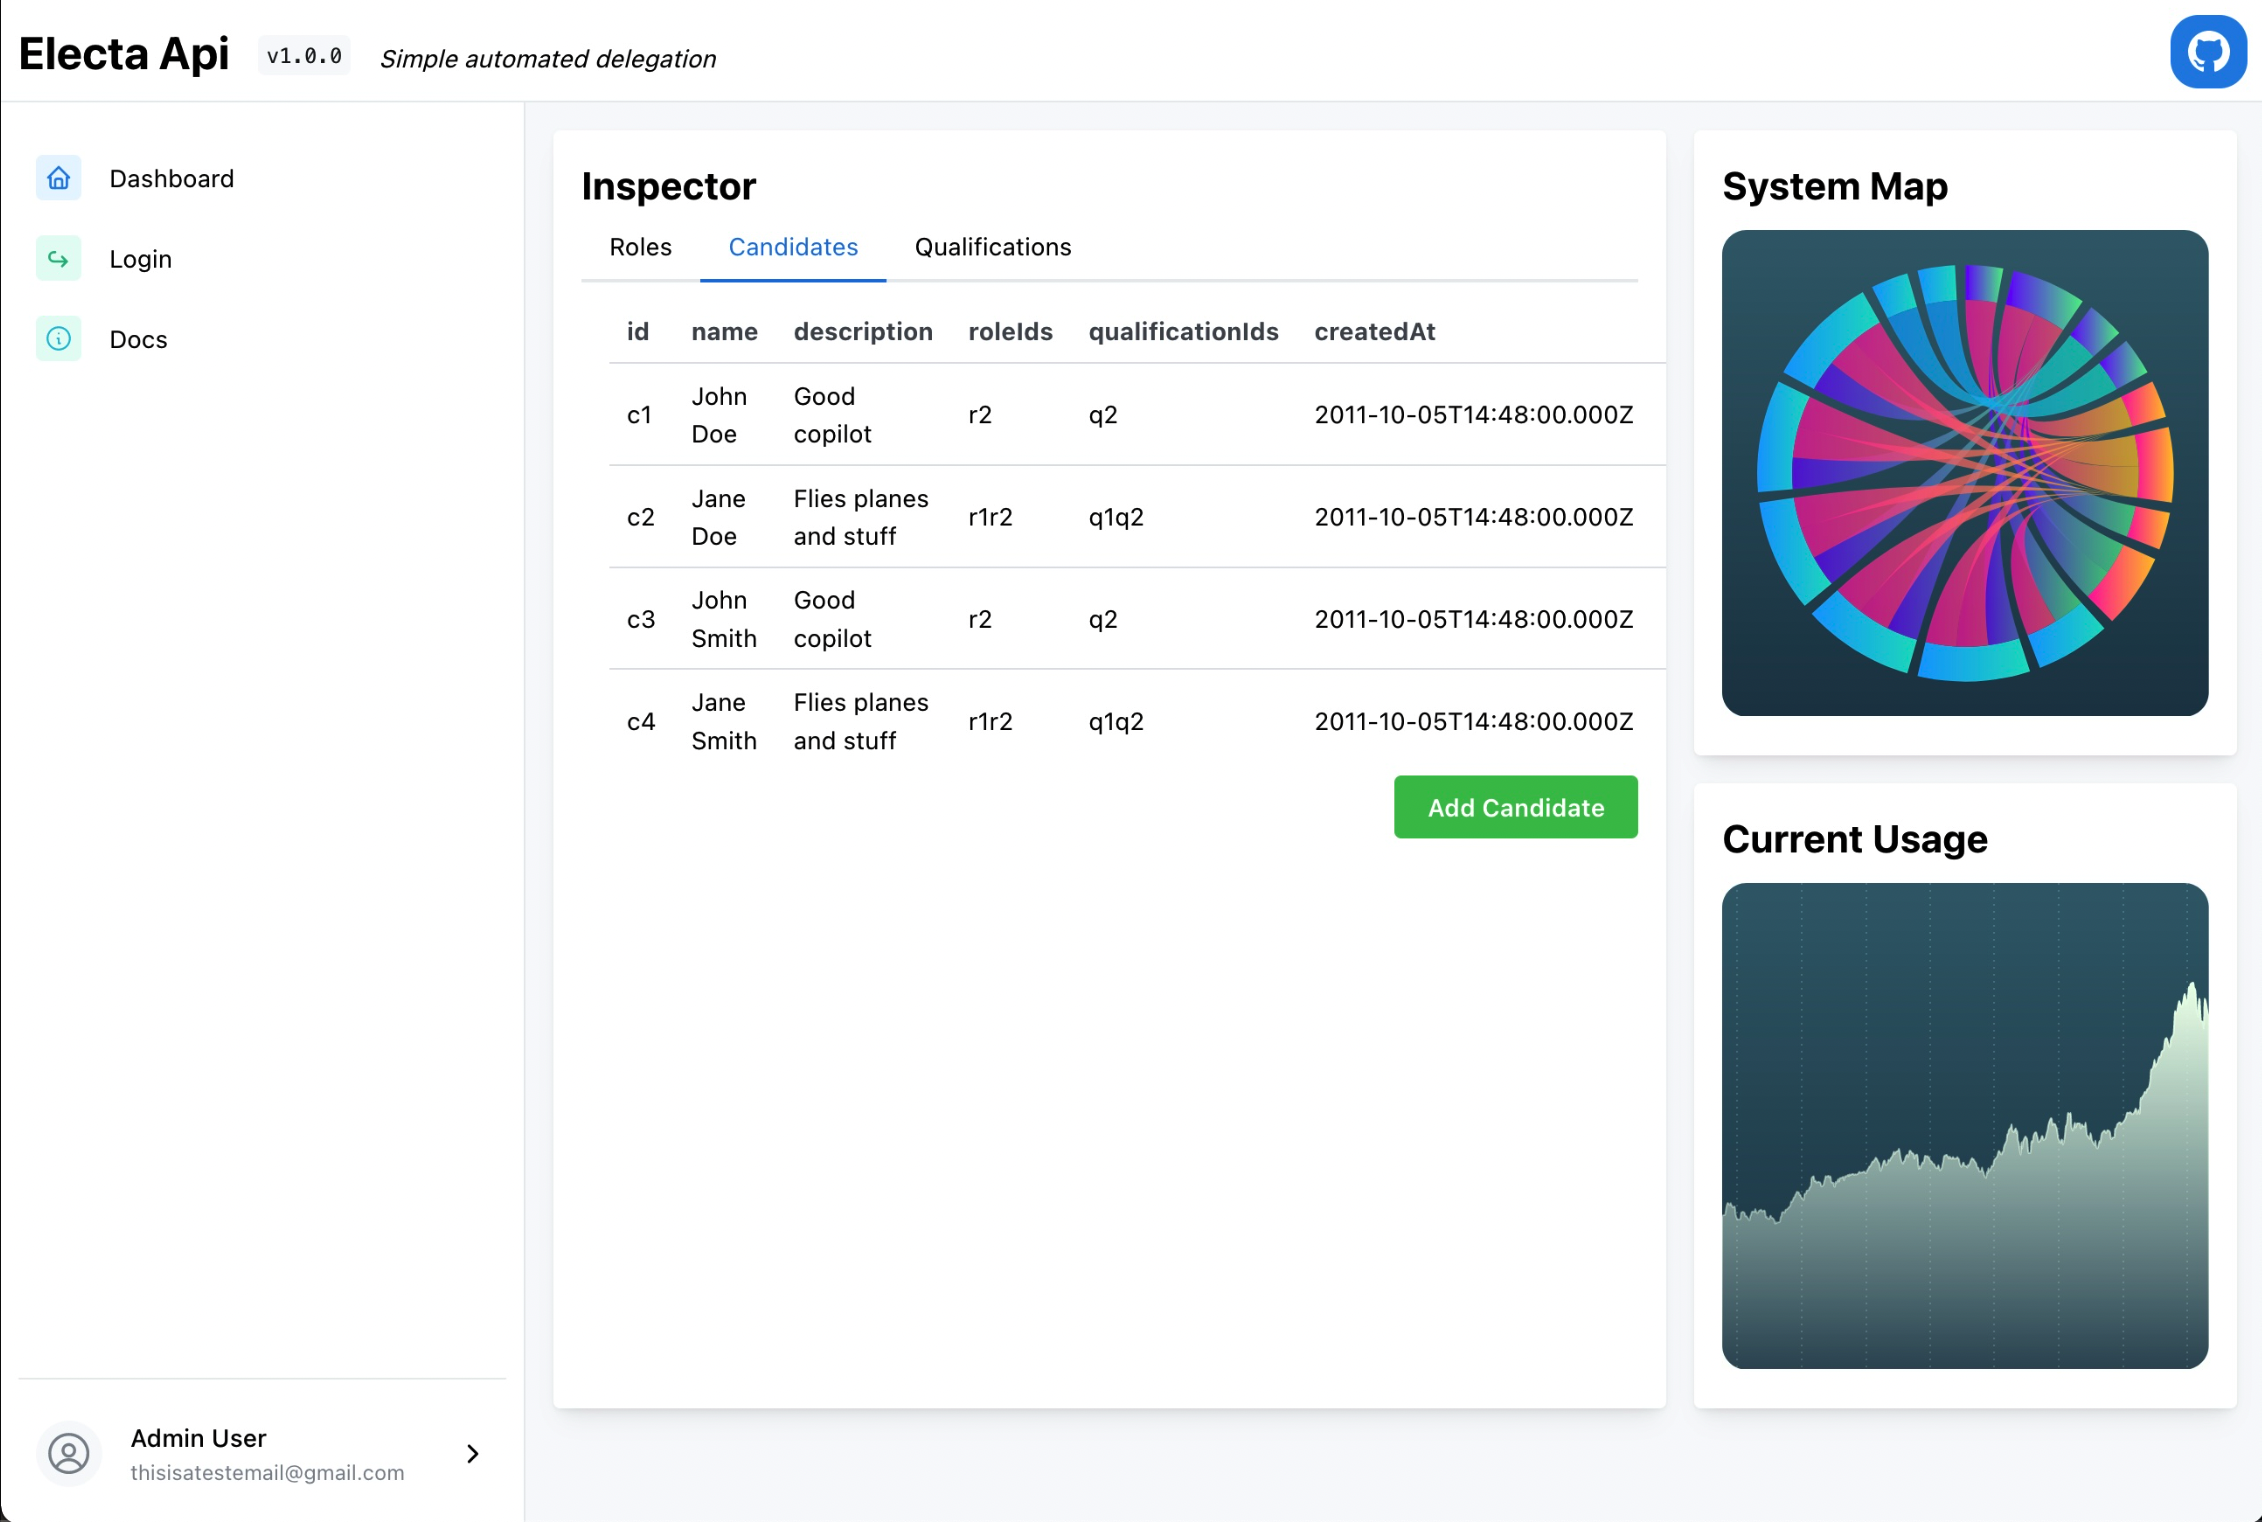 Electa Api v1.0.0 Simple automated delegation
Dashboard
Login
Docs
Admin User
thisisatestemail@gmail.com
Inspector
Roles Candidates Qualifications
id name description roleIds qualificationIds createdAt
c1 John Doe Good copilot r2 q2 2011-10-05T14:48:00.000Z
c2 Jane Doe Flies planes and stuff r1r2 q1q2 2011-10-05T14:48:00.000Z
c3 John Smith Good copilot r2 q2 2011-10-05T14:48:00.000Z
c4 Jane Smith Flies planes and stuff r1r2 q1q2 2011-10-05T14:48:00.000Z
Add Candidate
System Map
Current Usage